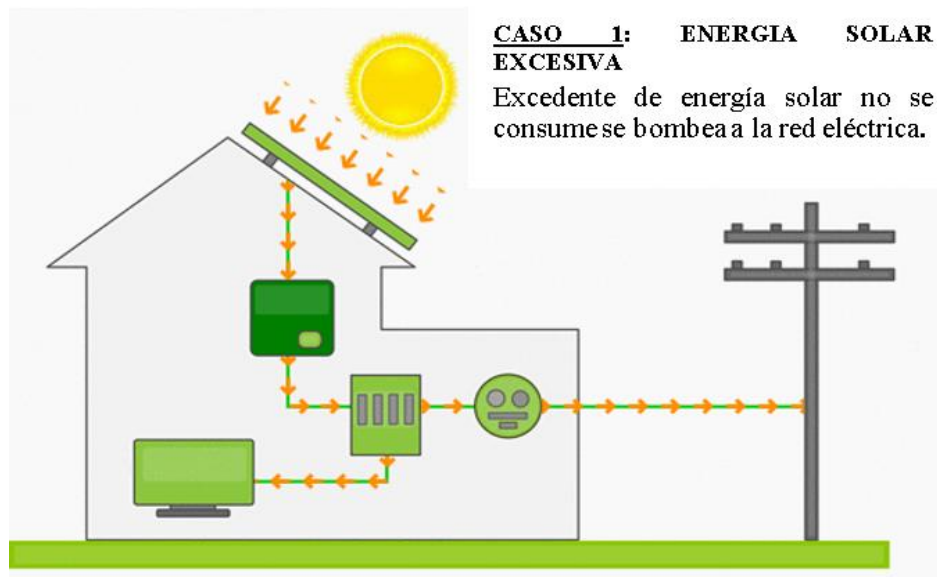 CASO 1: ENERGIA SOLAR
EXCESIVA
Excedente de energía solar no se
consume se bombea a la red eléctrica.